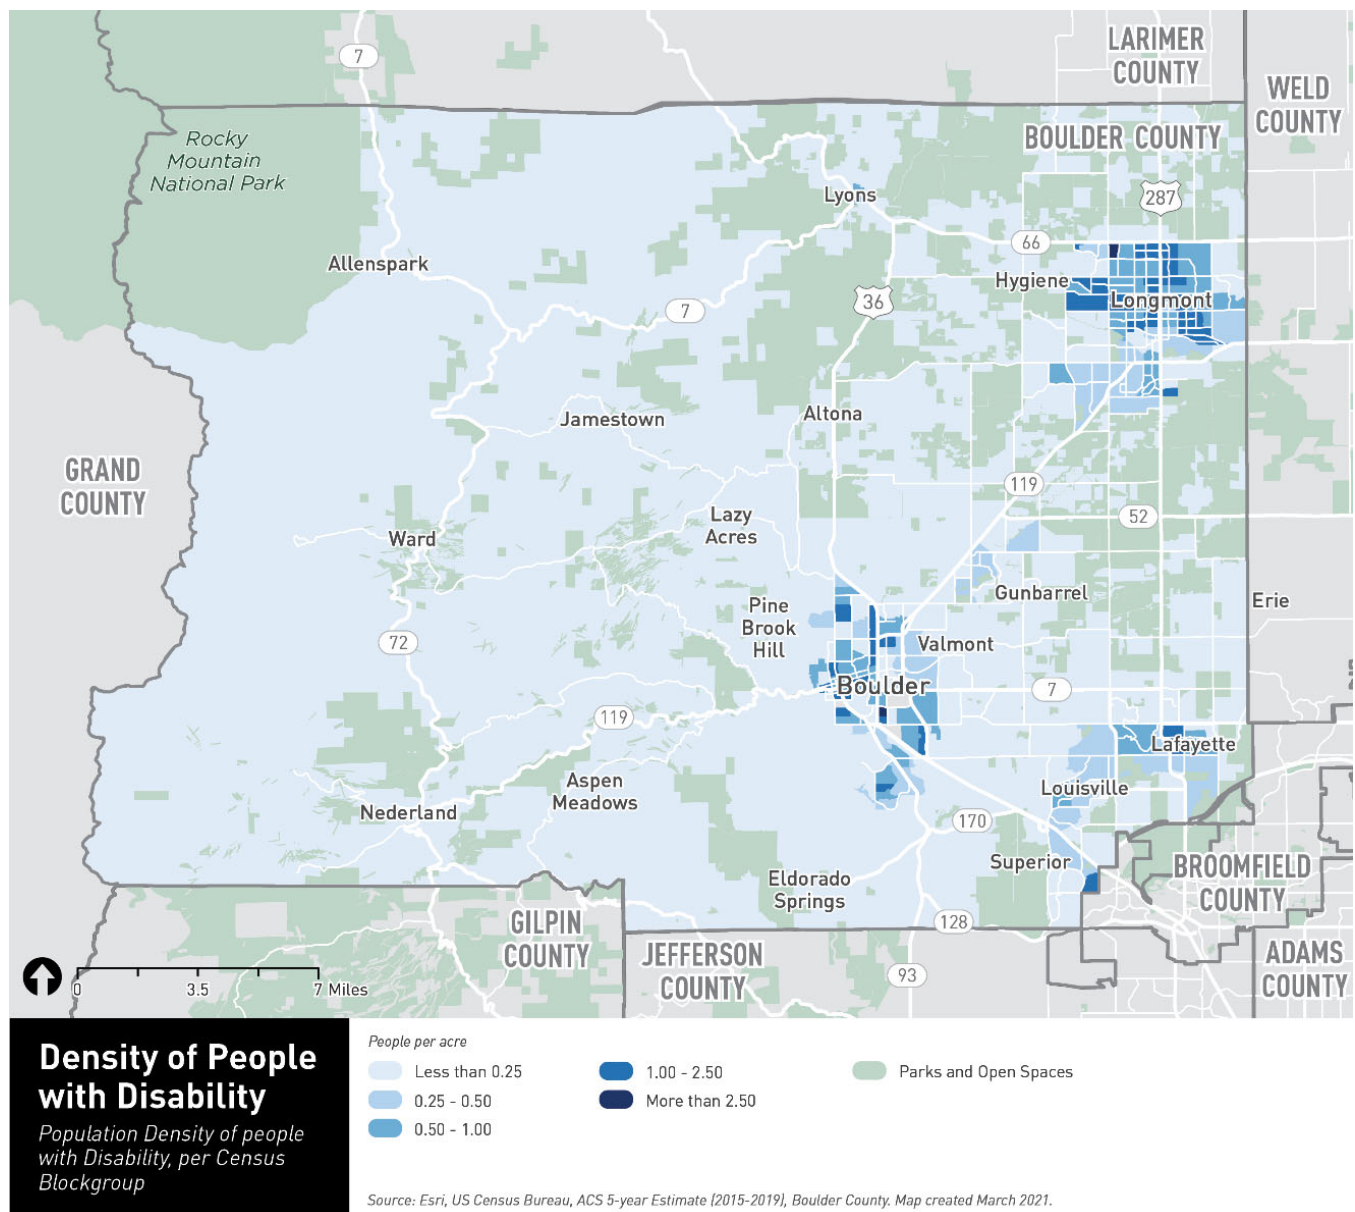 7
LARIMER
COUNTY
WELD
COUNTY
Rocky
Mountain
National Park
BOULDER COUNTY
Lyons
287
66
Allenspark
Hygiene
36
Longmont
7
Jamestown
Altona
GRAND
COUNTY
119
Lazy
Acres
52
Ward
Gunbarrel
Erie
Pine
Brook
Hill
72
Valmont
Boulder
7
119
Lafayette
Aspen
Meadows
Louisville
Nederland
170
Superior
BROOMFIELD
COUNTY
Eldorado
Springs
GILPIN
COUNTY
128
JEFFERSON
COUNTY
93
ADAMS
COUNTY
0
3.5
7 Miles
Density of People
with Disability
Population Density of people
with Disability, per Census
Blockgroup
People per acre
Less than 0.25
0.25 - 0.50
0.50 - 1.00
1.00 - 2.50
More than 2.50
Parks and Open Spaces
Source: Esri, US Census Bureau, ACS 5-year Estimate (2015-2019), Boulder County. Map created March 2021.